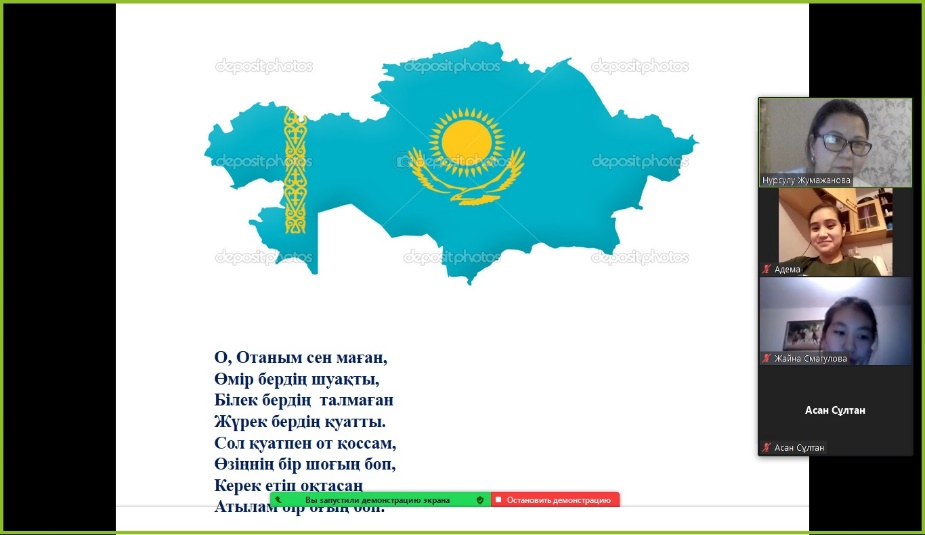 depositphotos depositphotos depositphotos
depositphotos depositphotos depositphotos
depositphotos depositphotos depositphotos
О, Отаным сен маған,
Өмір бердің шуақты,
Білек бердің талмаған
Жүрек бердің қуатты.
Сол қуатпен от қоссам,
Өзіңнің бір шоғың боп,
Керек етіп оқтасаң
Атылам бір оғың боп.
Вы запустили демонстрацию экрана
Остановить демонстрацию
Нурсулу Жумажанова
Адема
Жайна Смагулова
Асан Сұлтан
Асан Сұлтан